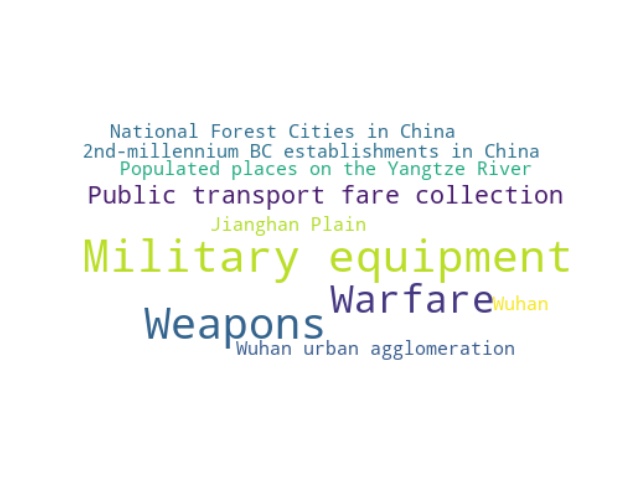 National Forest Cities in China
2nd-millennium BC establishments in China
Populated places on the Yangtze River
Public transport fare collection
Jianghan Plain
Military equipment
Warfare
Wuhan
Weapons
Wuhan urban agglomeration